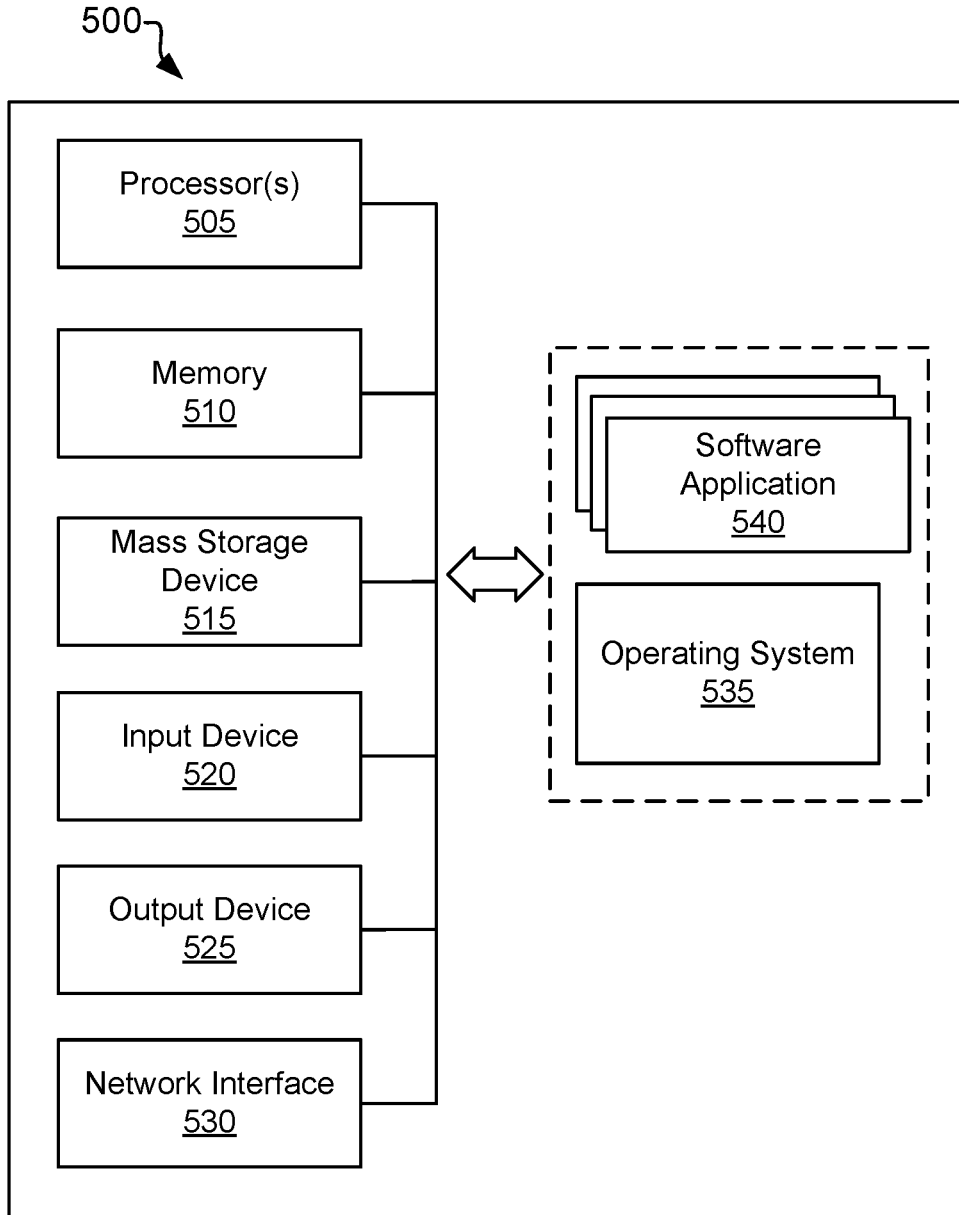 500
Processor(s)
505
Memory
510
Mass Storage
Device
515
Input Device
520
Output Device
525
Network Interface
530
Software
Application
540
Operating System
535